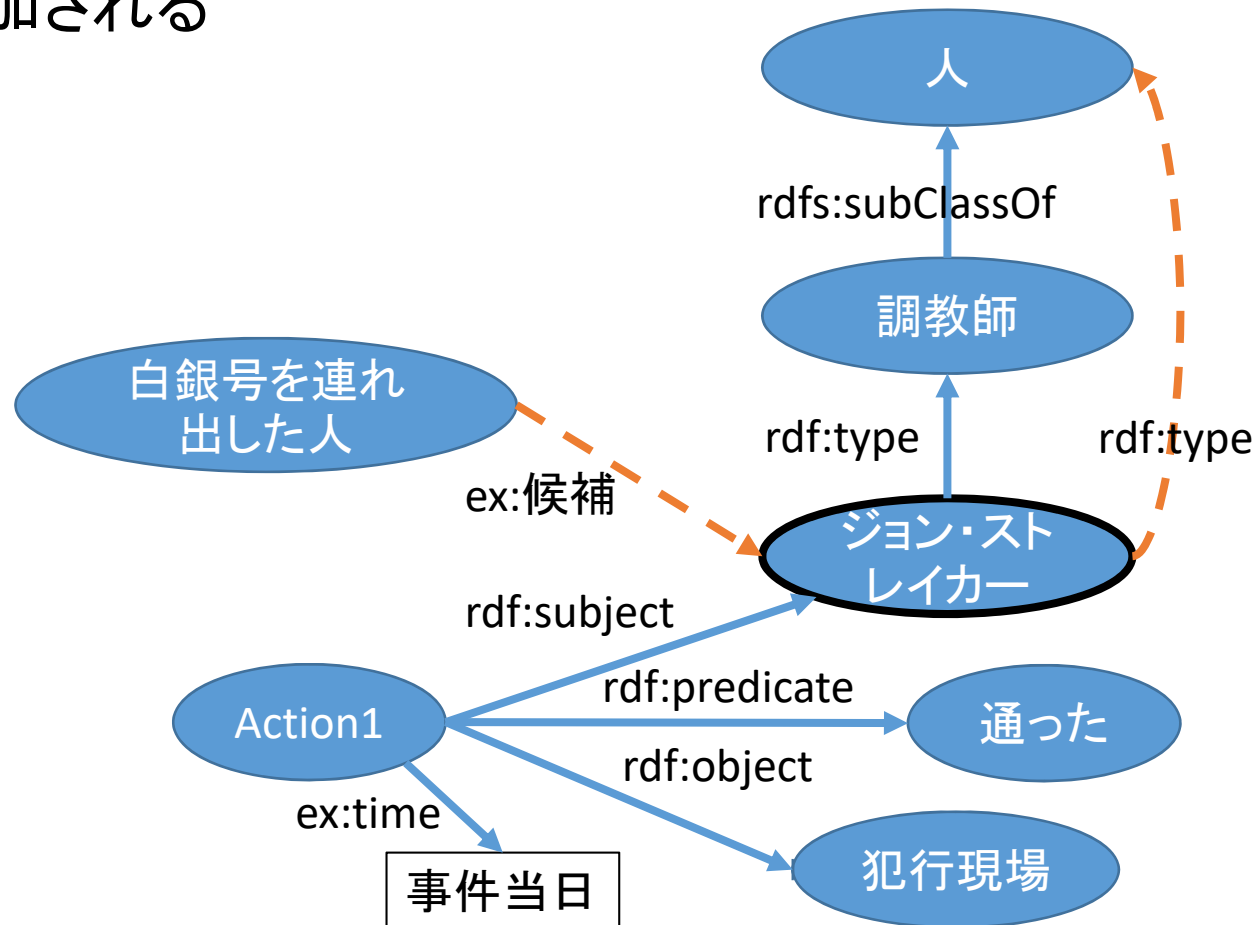 加される
人
rdfs:subClassOf
調教師
白銀号を連れ
出した人
rdf:type
rdf:type
ex:候補
ジョン・スト
レイカー
rdf:subject
rdf:predicate
Action1
通った
rdf:object
ex:time
犯行現場
事件当日